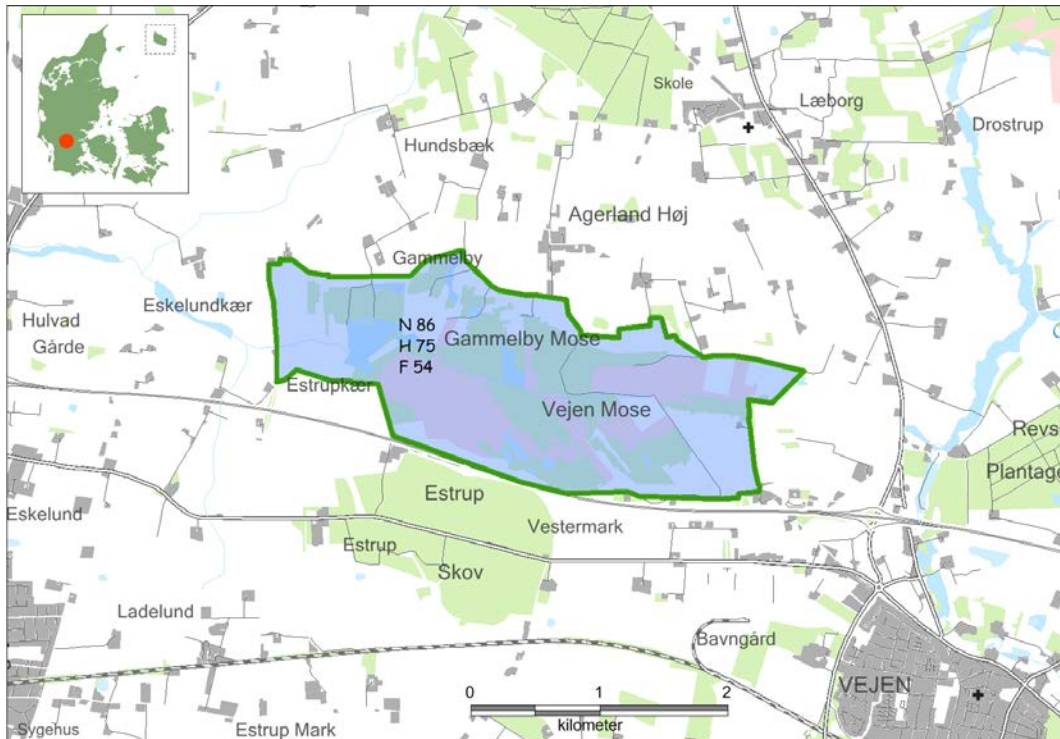 Skole
Læborg
Drostrup
Hundsbæk
Agerland Høj
Gammelby
Eskelundkær
Hulvad
Gårde
N 86
H 75
F 54
Gammelby Mose
Estrupkær
Vejen Mose
Revs
Plantage
Estrup
Eskelund
Vestermark
Estrup
Skov
Ladelund
Bavngård
VEJEN
0 1 2
kilometer
Sygehus
Estrup Mark